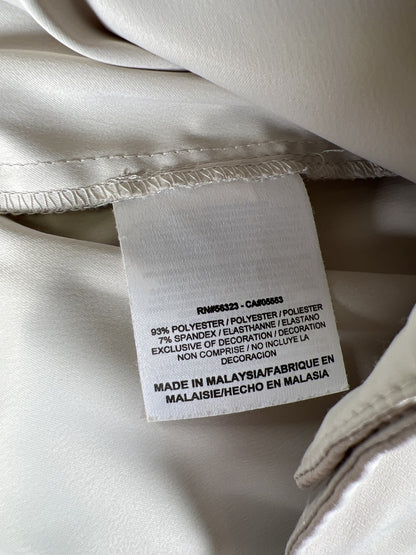 RN#56323 - CA#05553
93% POLYESTER / POLYESTER / POLIESTER
7% SPANDEX / ELASTHANNE / ELASTANO
EXCLUSIVE OF DECORATION / DECORATION
NON COMPRISE / NO INCLUYE LA
DECORACION
MADE IN MALAYSIA/FABRIQUE EN
MALAISIE/HECHO EN MALASIA